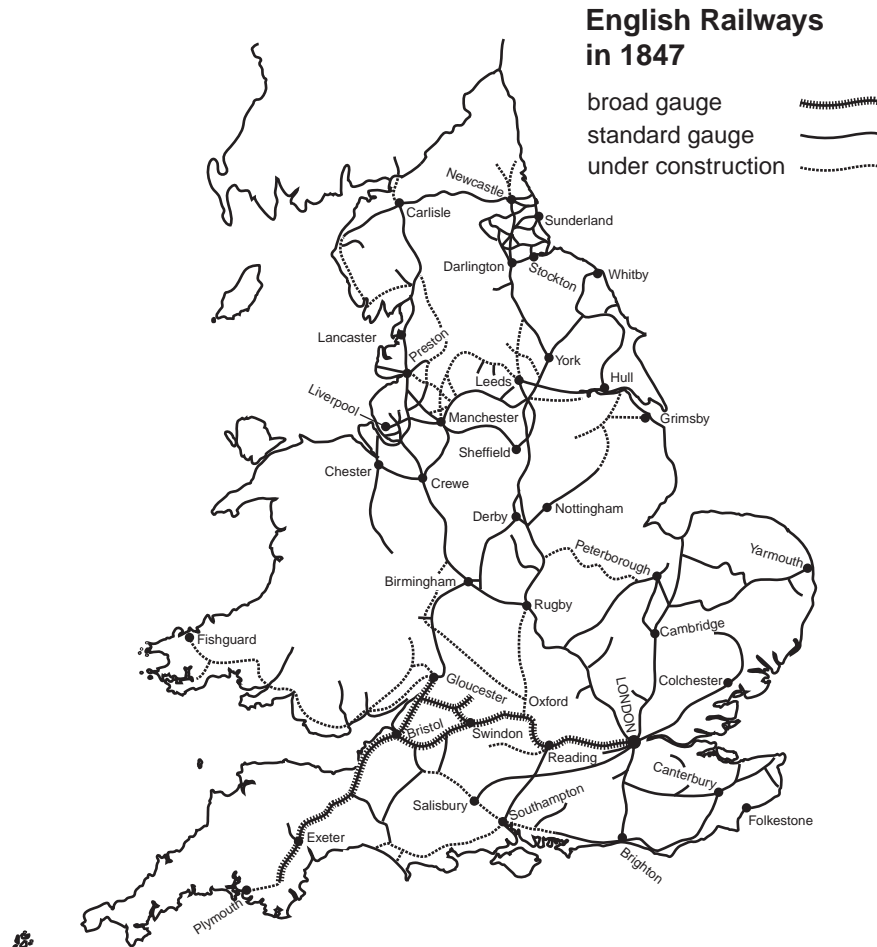 English Railways
in 1847
broad gauge
standard gauge
under construction
Newcastle
Carlisle
Sunderland
Darlington
Stockton
Whitby
Lancaster
Preston
York
Leeds
Hull
Liverpool
Manchester
Grimsby
Sheffield
Chester
Crewe
Nottingham
Derby
Peterborough
Yarmouth
Birmingham
Rugby
Fishguard
Cambridge
Gloucester
Colchester
Oxford
LONDON
Bristol
Swindon
Reading
Canterbury
Salisbury
Southampton
Folkestone
Exeter
Brighton
Plymouth